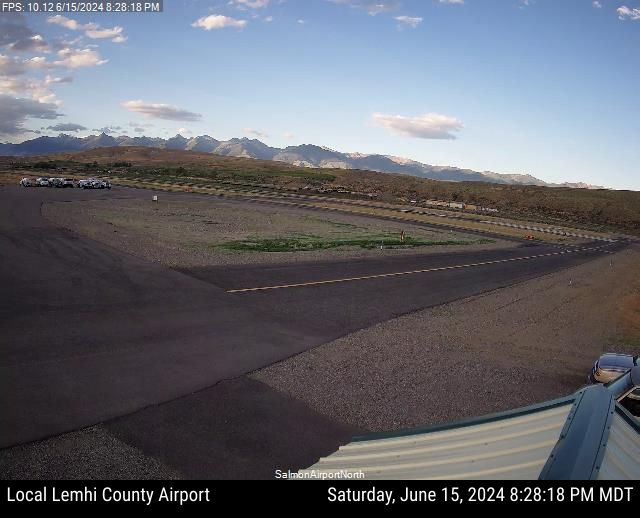 FPS: 10.12 6/15/2024 8:28:18 PM
SalmonAirportNorth
Local Lemhi County Airport Saturday, June 15, 2024 8:28:18 PM MDT